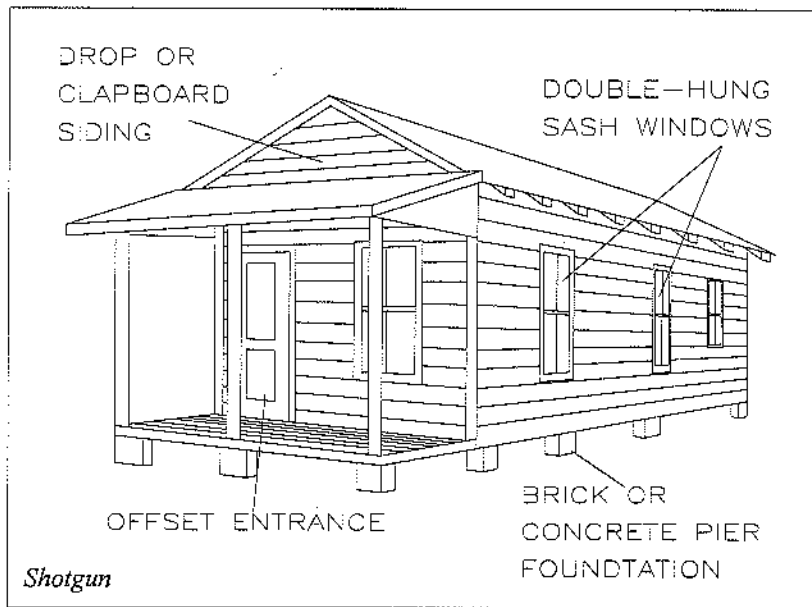 DROP OR
CLAPBOARD
SIDING
DOUBLE-HUNG
SASH WINDOWS
OFFSET ENTRANCE
BRICK OR
CONCRETE PIER
FOUNDTATION
Shotgun